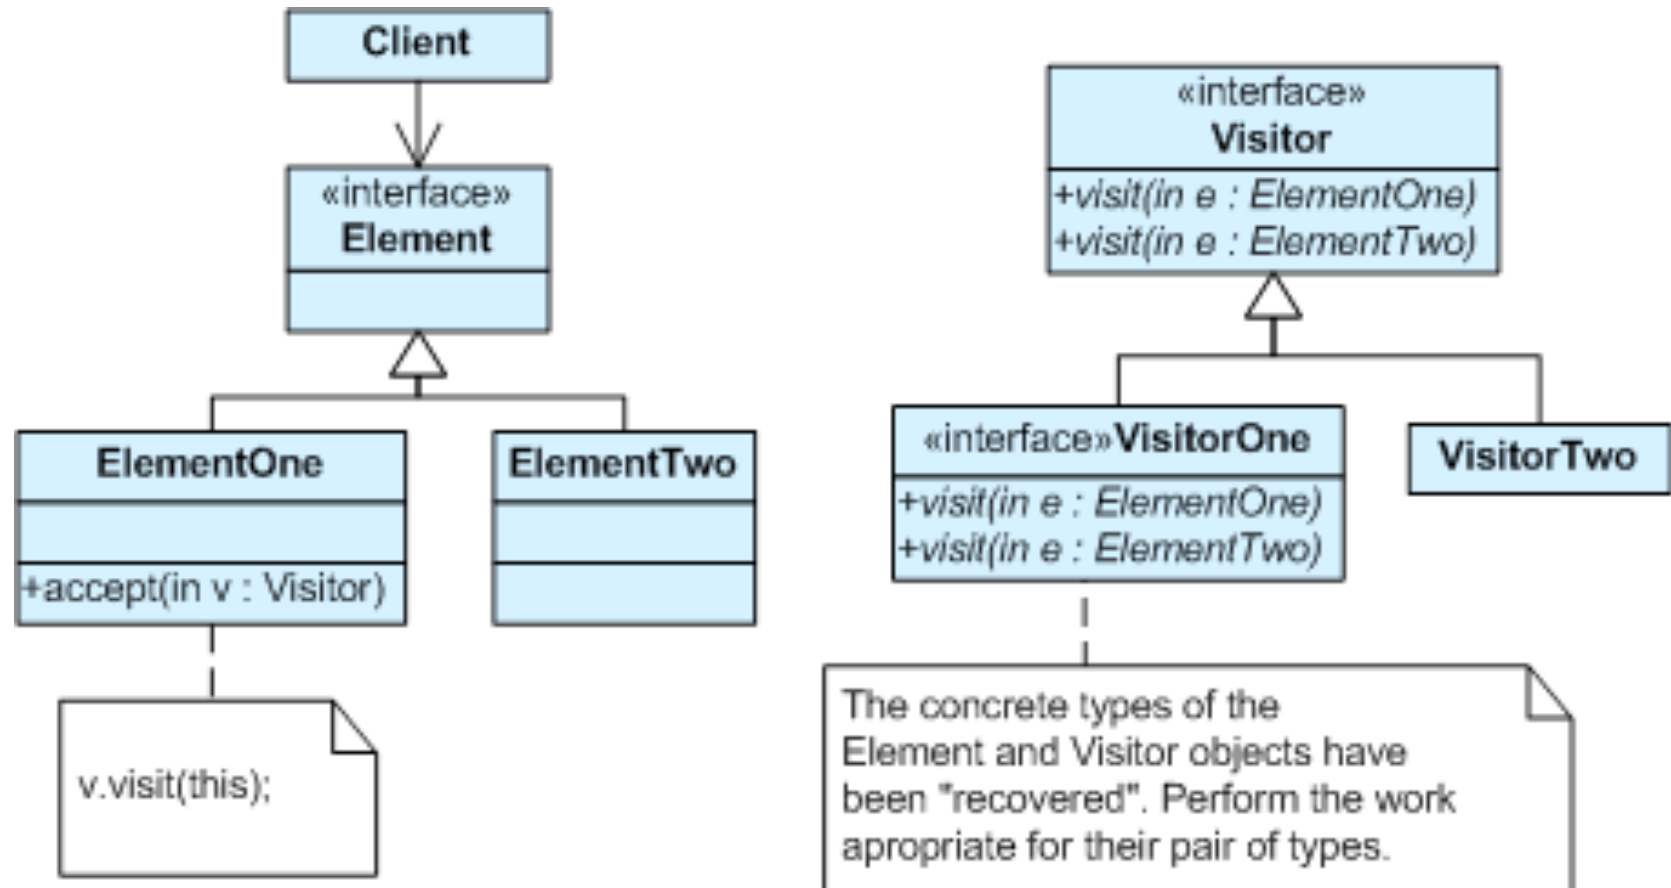 Client
«interface»
Element
ElementOne
+accept(in v : Visitor)
ElementTwo
v.visit(this);
«interface»
Visitor
+visit(in e : ElementOne)
+visit(in e : ElementTwo)
«interface»VisitorOne
+visit(in e : ElementOne)
+visit(in e : ElementTwo)
VisitorTwo
The concrete types of the
Element and Visitor objects have
been "recovered". Perform the work
apropriate for their pair of types.